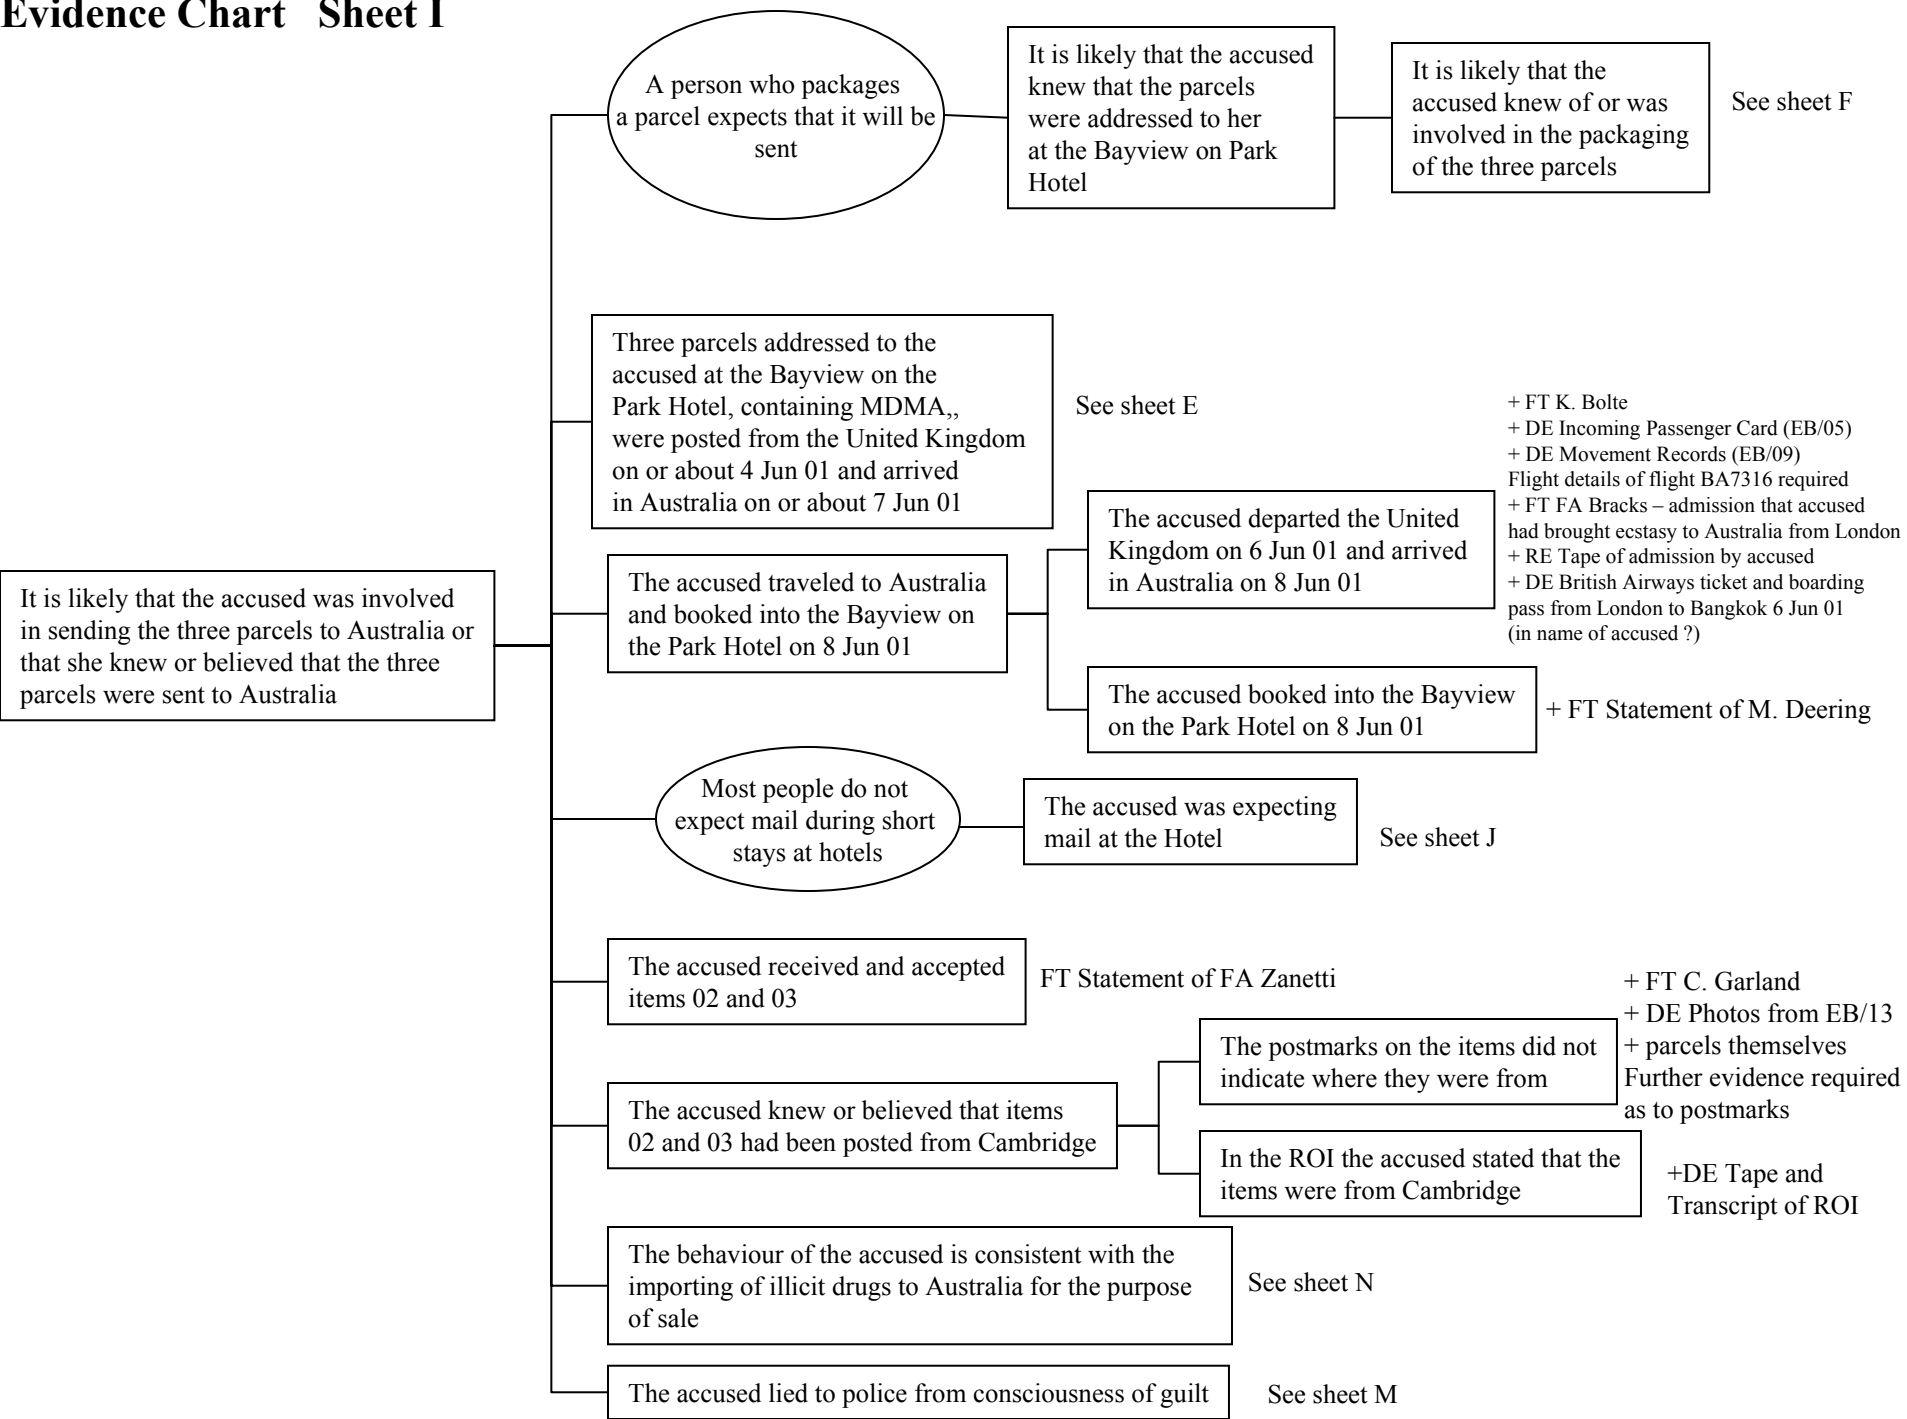 Evidence Chart   Sheet I
A person who packages
a parcel expects that it will be
sent
It is likely that the accused
knew that the parcels
were addressed to her
at the Bayview on Park
Hotel
It is likely that the
accused knew of or was
involved in the packaging
of the three parcels
See sheet F
Three parcels addressed to the
accused at the Bayview on the
Park Hotel, containing MDMA,,
were posted from the United Kingdom
on or about 4 Jun 01 and arrived
in Australia on or about 7 Jun 01
See sheet E
+ FT K. Bolte
+ DE Incoming Passenger Card (EB/05)
+ DE Movement Records (EB/09)
Flight details of flight BA7316 required
+ FT FA Bracks – admission that accused
had brought ecstasy to Australia from London
+ RE Tape of admission by accused
+ DE British Airways ticket and boarding
pass from London to Bangkok 6 Jun 01
(in name of accused ?)
The accused departed the United
Kingdom on 6 Jun 01 and arrived
in Australia on 8 Jun 01
It is likely that the accused was involved
in sending the three parcels to Australia or
that she knew or believed that the three
parcels were sent to Australia
The accused traveled to Australia
and booked into the Bayview on
the Park Hotel on 8 Jun 01
The accused booked into the Bayview
on the Park Hotel on 8 Jun 01
+ FT Statement of M. Deering
Most people do not
expect mail during short
stays at hotels
The accused was expecting
mail at the Hotel
See sheet J
The accused received and accepted
items 02 and 03
FT Statement of FA Zanetti
+ FT C. Garland
+ DE Photos from EB/13
+ parcels themselves
Further evidence required
as to postmarks
The postmarks on the items did not
indicate where they were from
The accused knew or believed that items
02 and 03 had been posted from Cambridge
In the ROI the accused stated that the
items were from Cambridge
+DE Tape and
Transcript of ROI
The behaviour of the accused is consistent with the
importing of illicit drugs to Australia for the purpose
of sale
See sheet N
The accused lied to police from consciousness of guilt
See sheet M